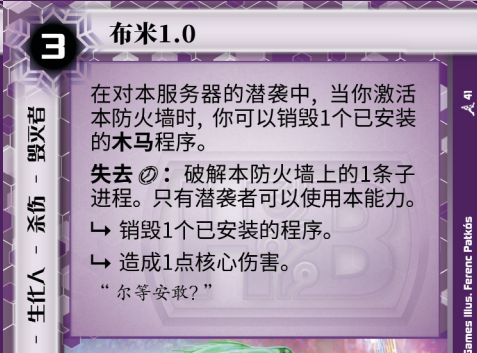 3
布米1.0
在对本服务器的潜袭中, 当你激活
本防火墙时, 你可以销毁1个已安装
的木马程序。
失去 : 破解本防火墙上的1条子
进程。只有潜袭者可以使用本能力。
↳ 销毁1个已安装的程序。
↳ 造成1点核心伤害。
“尔等安敢?”
- 生化人 - 杀伤 - 毁灭者
Games Illus. Ferenc Patkós
41